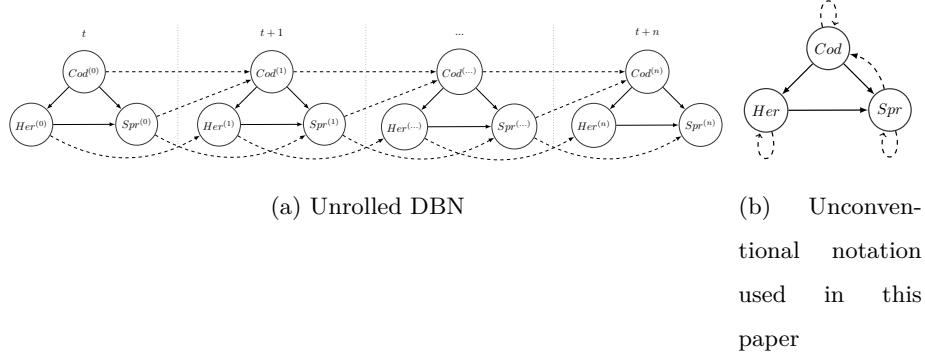 t t + 1 ... t + n
Cod(0) Cod(1) Cod(...) Cod(n) Cod
Her(0) Spr(0) Her(1) Spr(1) Her(...) Spr(...) Her(n) Spr(n) Her Spr
(a) Unrolled DBN
(b) Unconven-
tional notation
used in this
paper